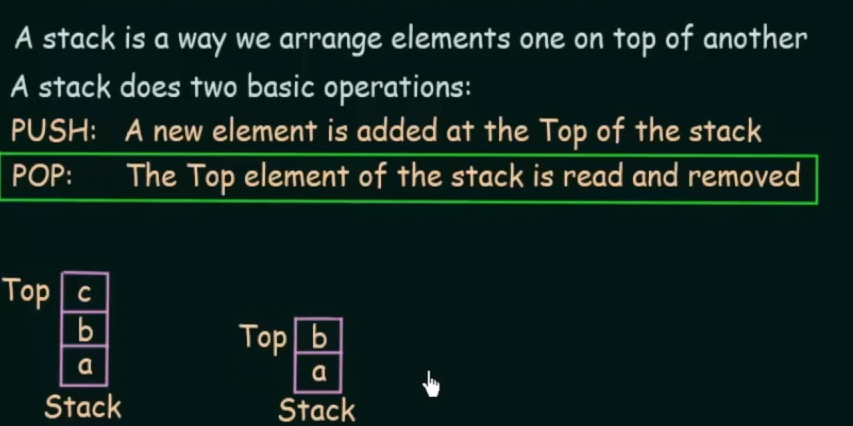 A stack is a way we arrange elements one on top of another
A stack does two basic operations:
PUSH: A new element is added at the Top of the stack
POP: The Top element of the stack is read and removed
Top c
b
a
Stack
Top b
a
Stack